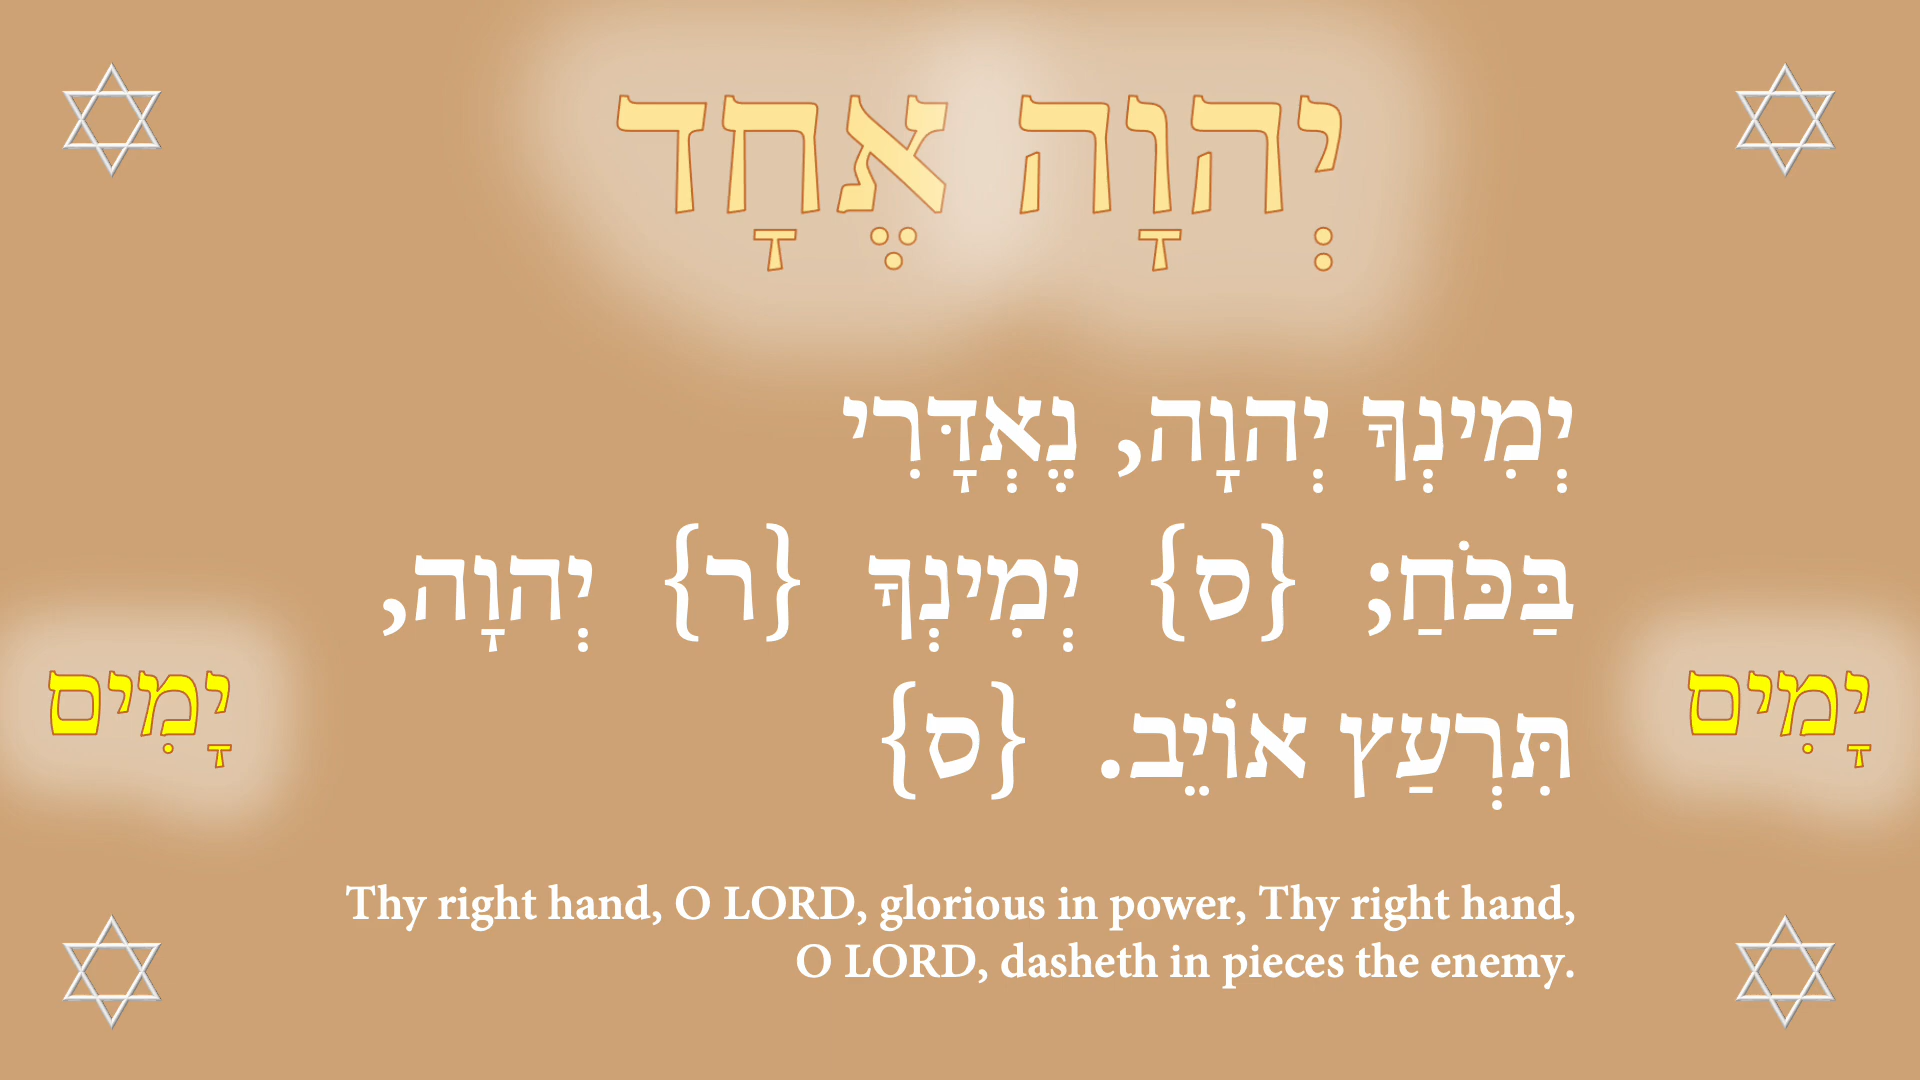 יְהוָה אֶחָד
יְמִינְךָ יְהוָה, נֶאְדָּרִי
בַּכֹּחַ; {ס} יְמִינְךָ {ר} יְהוָה,
תִּרְעַץ אוֹיֵב. {ס}
יָמִים
יָמִים
Thy right hand, O LORD, glorious in power, Thy right hand,
O LORD, dasheth in pieces the enemy.